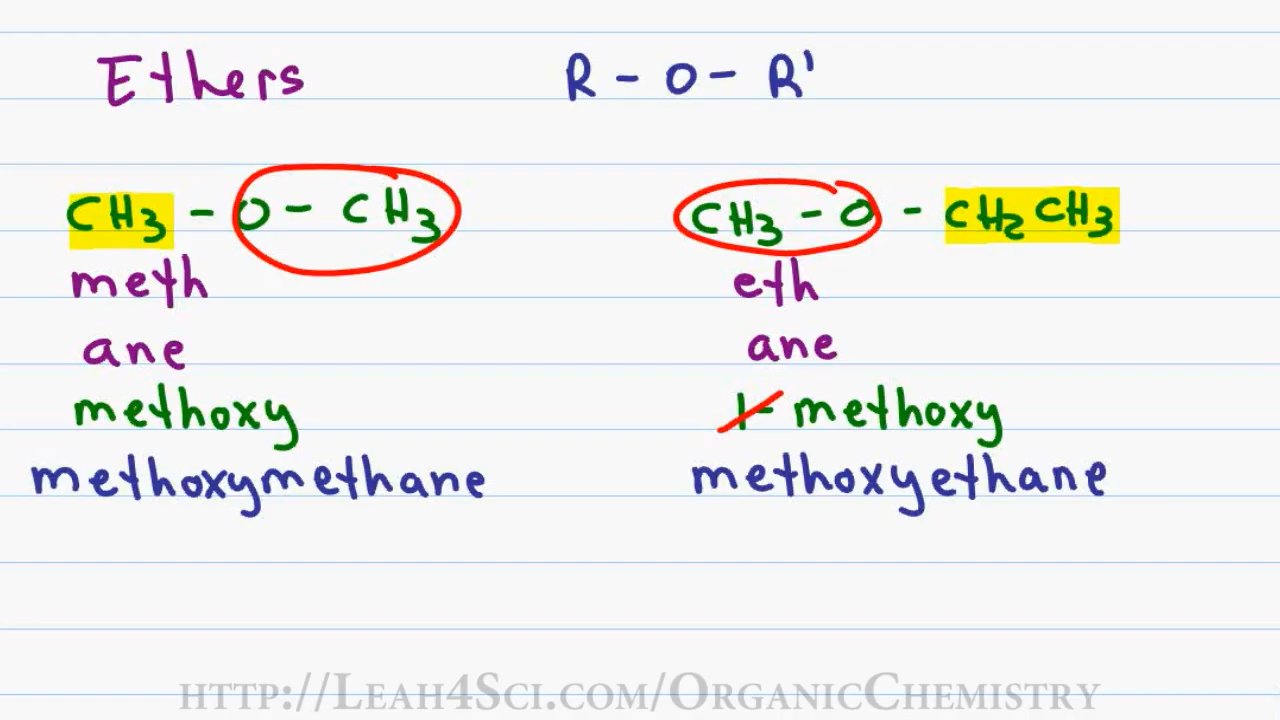 Ethers R - O - R'
CH3 - O - CH3 CH3 - O - CH2CH3
meth eth
ane ane
methoxy 1- methoxy
methoxymethane methoxyethane
HTTP://LEAH4SCI.COM/ORGANICCHEMISTRY